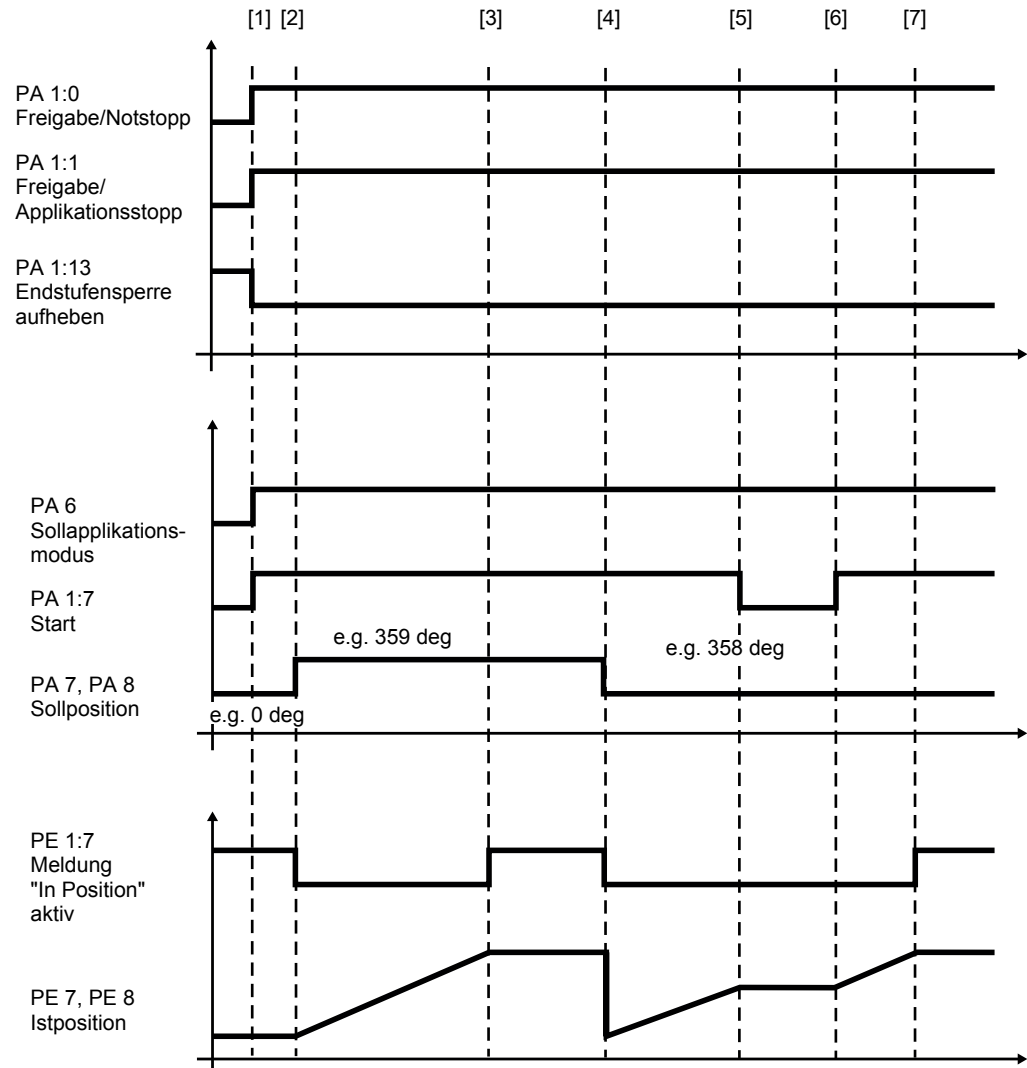 [1] [2] [3] [4] [5] [6] [7]
PA 1:0
Freigabe/Notstopp
PA 1:1
Freigabe/
Applikationsstopp
PA 1:13
Endstufensperre
aufheben
PA 6
Sollapplikations-
modus
PA 1:7
Start
e.g. 359 deg
e.g. 358 deg
PA 7, PA 8
Sollposition
e.g. 0 deg
PE 1:7
Meldung
"In Position"
aktiv
PE 7, PE 8
Istposition